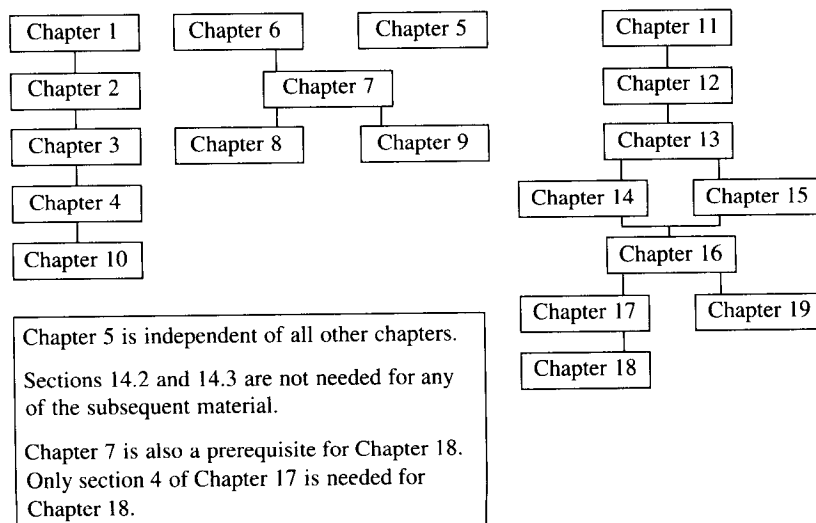 Chapter 1
Chapter 6
Chapter 5
Chapter 11
Chapter 2
Chapter 7
Chapter 12
Chapter 3
Chapter 8
Chapter 9
Chapter 13
Chapter 4
Chapter 14
Chapter 15
Chapter 10
Chapter 16
Chapter 17
Chapter 19
Chapter 18
Chapter 5 is independent of all other chapters.
Sections 14.2 and 14.3 are not needed for any
of the subsequent material.
Chapter 7 is also a prerequisite for Chapter 18.
Only section 4 of Chapter 17 is needed for
Chapter 18.